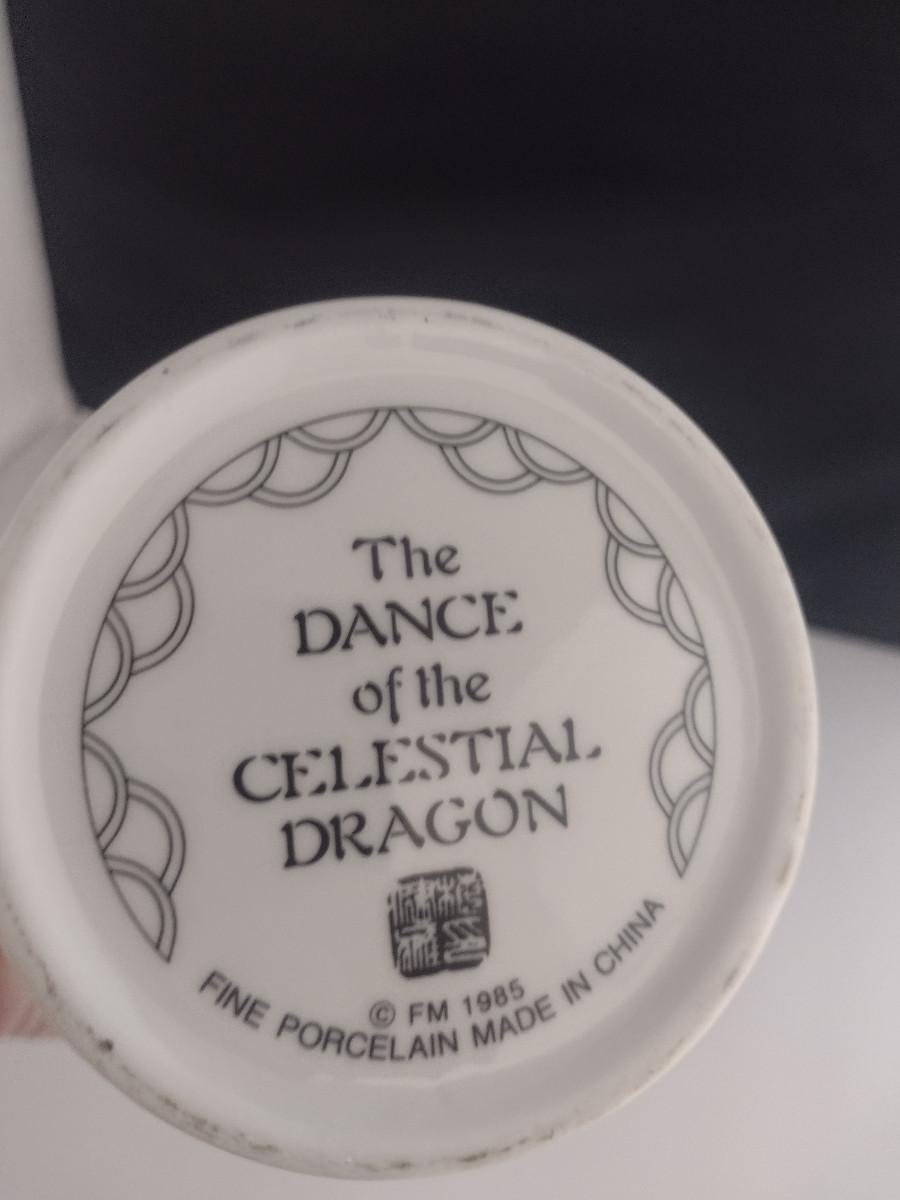 The
DANCE
of the
CELESTIAL
DRAGON
© FM 1985
FINE PORCELAIN MADE IN CHINA